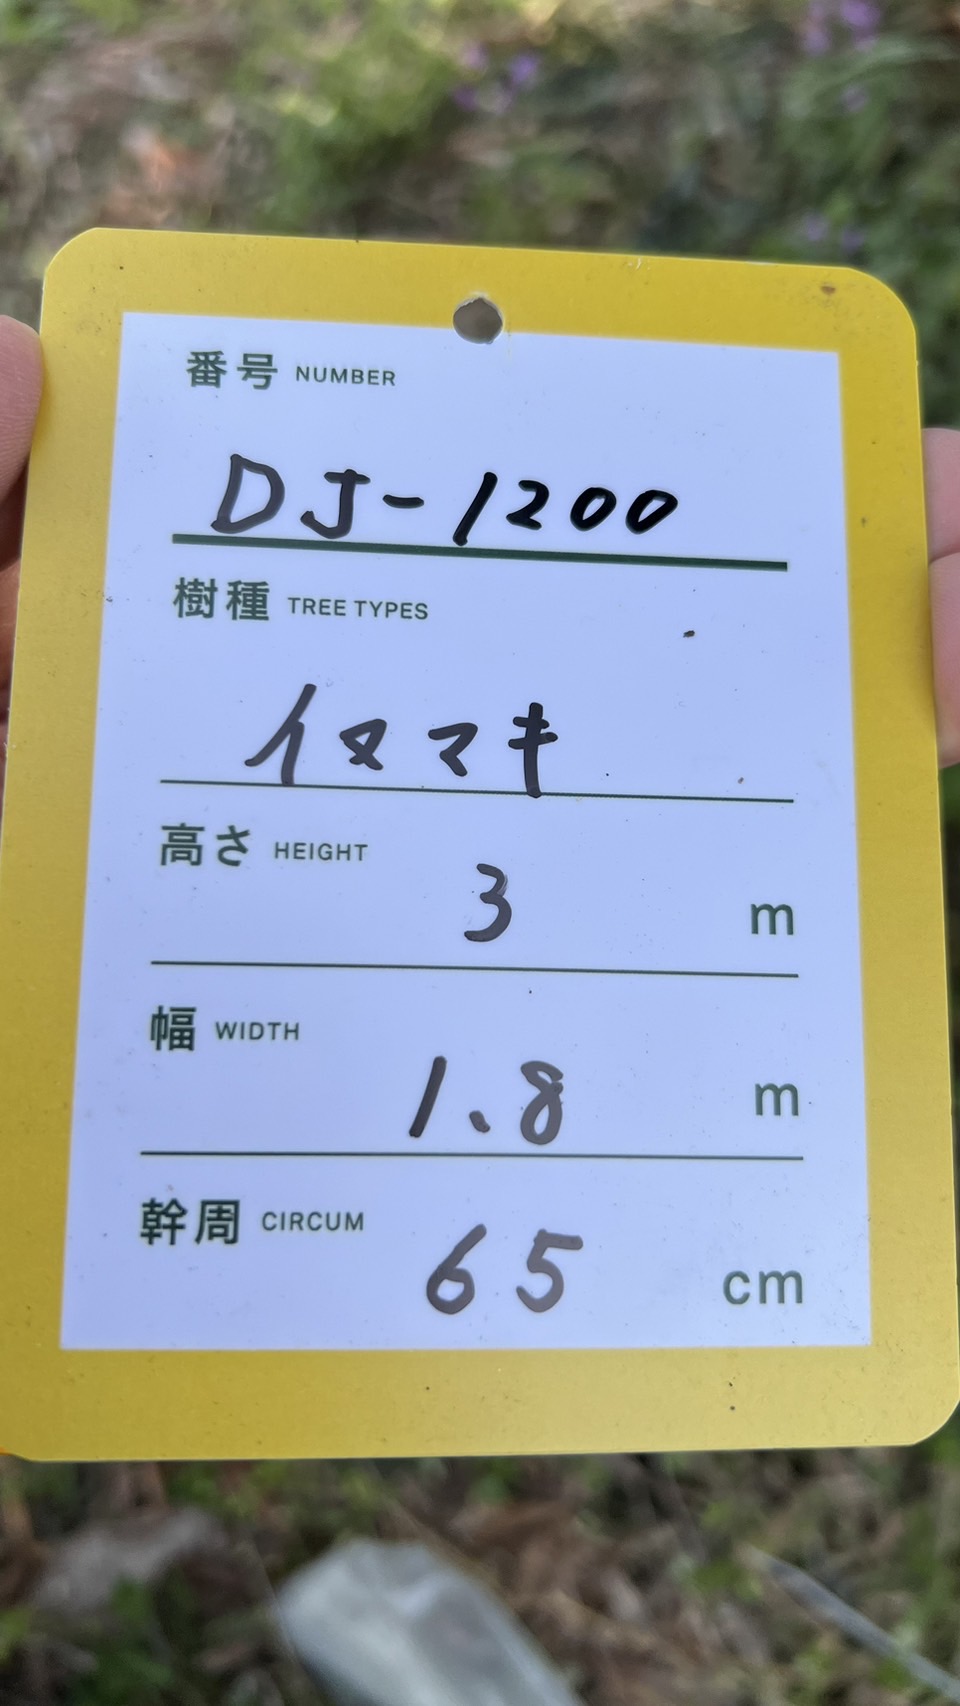 番号 NUMBER
DJ-1200
樹種 TREE TYPES
イヌマキ
高さ HEIGHT
3 m
幅 WIDTH
1.8 m
幹周 CIRCUM
65 cm